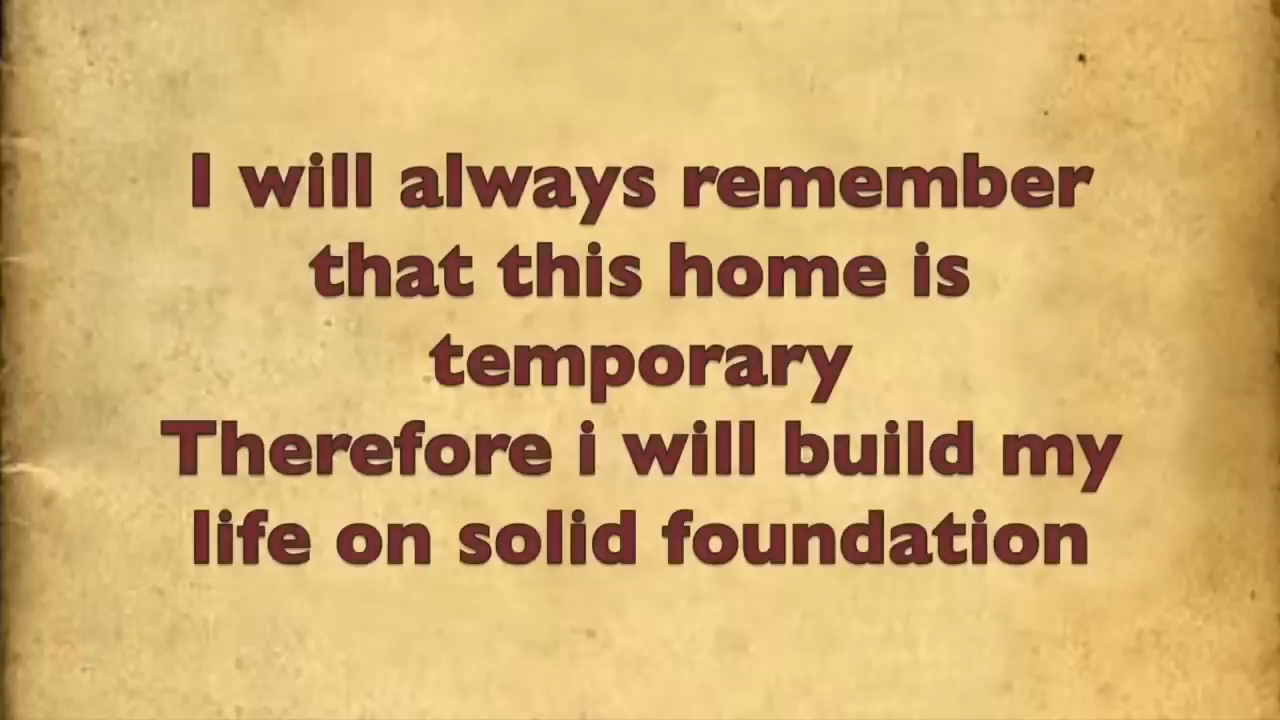 I will always remember
that this home is
temporary
Therefore i will build my
life on solid foundation